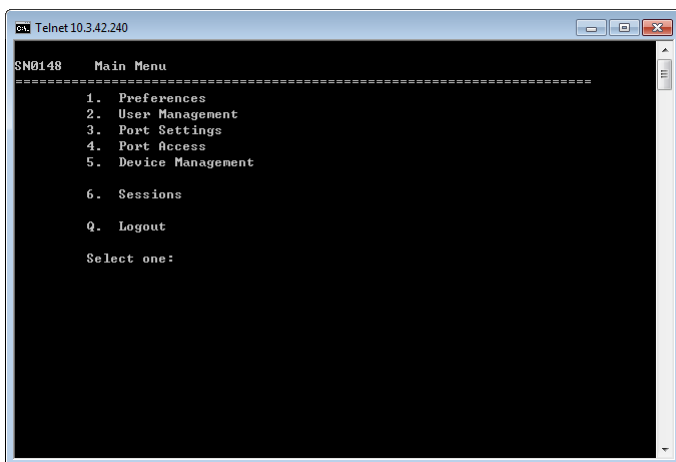 Telnet 10.3.42.240
SN0148 Main Menu
========================================================================
1. Preferences
2. User Management
3. Port Settings
4. Port Access
5. Device Management
6. Sessions
Q. Logout
Select one: